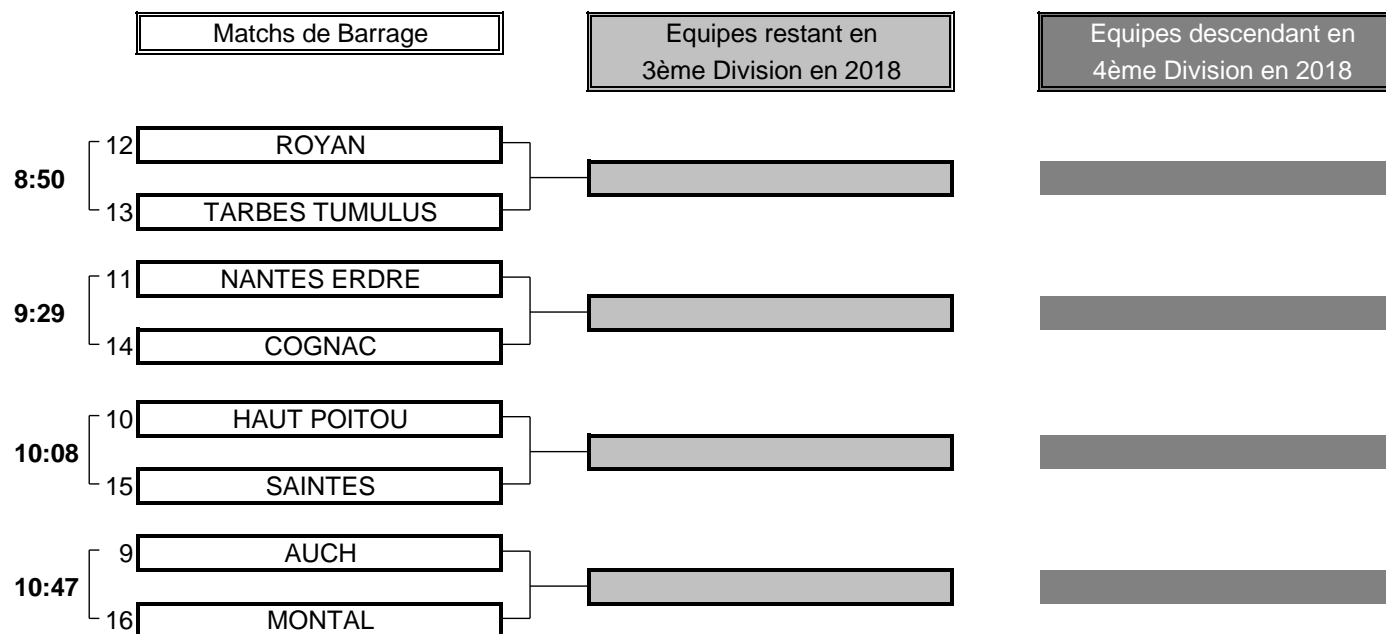 Matchs de Barrage
Equipes restant en
3ème Division en 2018
Equipes descendant en
4ème Division en 2018
12 ROYAN
8:50
13 TARBES TUMULUS
11 NANTES ERDRE
9:29
14 COGNAC
10 HAUT POITOU
10:08
15 SAINTES
9 AUCH
10:47
16 MONTAL